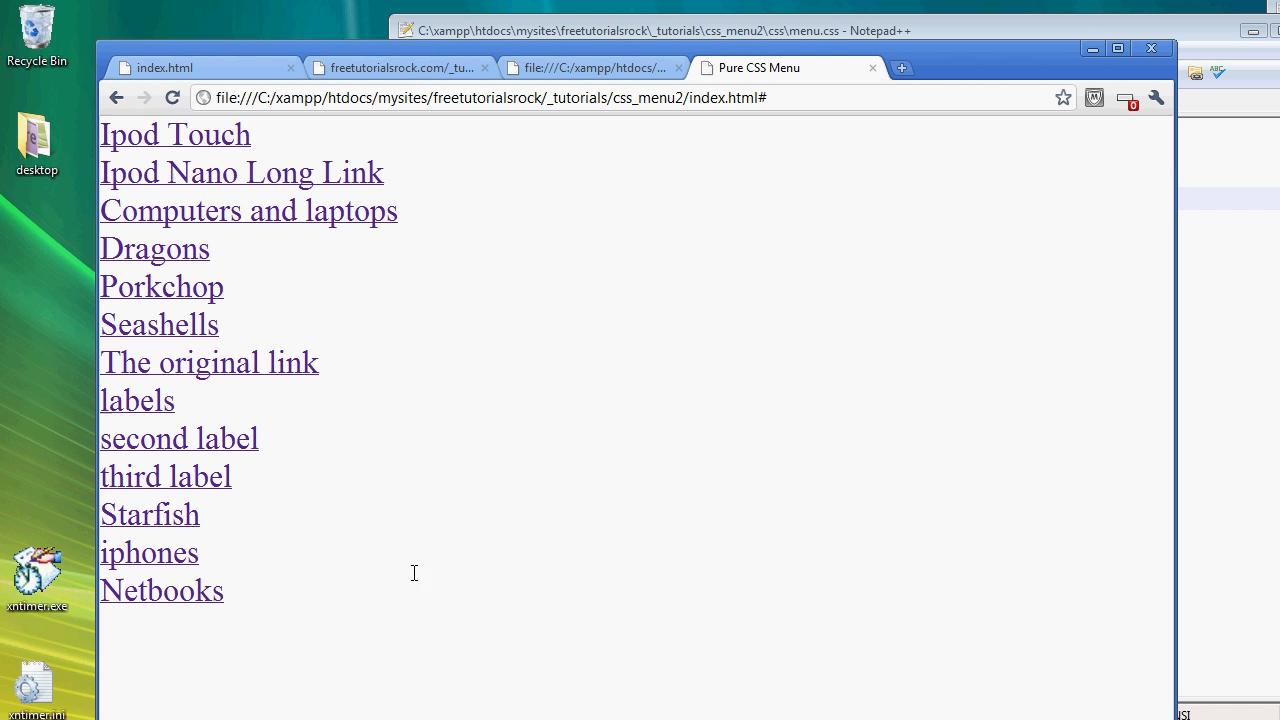 Recycle Bin
desktop
xntimer.exe
xntimer.ini
C:\xampp\htdocs\mysites\freetutorialsrock\_tutorials\css_menu2\css\menu.css - Notepad++
index.html
freetutorialsrock.com/_tu...
file:///C:/xampp/htdocs/...
Pure CSS Menu
file:///C:/xampp/htdocs/mysites/freetutorialsrock/_tutorials/css_menu2/index.html#
0
ABC
Ipod Touch
Ipod Nano Long Link
Computers and laptops
Dragons
Porkchop
Seashells
The original link
labels
second label
third label
Starfish
iphones
Netbooks